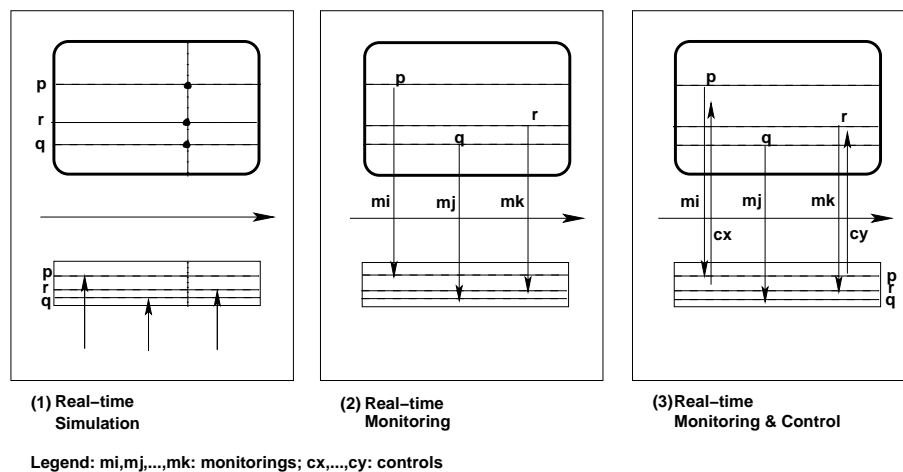 p
r
q
p
r
q
(1) Real–time
Simulation
p
r
q
mi
mj
mk
(2) Real–time
Monitoring
p
r
q
mi
mj
mk
cx
cy
p
r
q
(3) Real–time
Monitoring & Control
Legend: mi,mj,...,mk: monitorings; cx,...,cy: controls